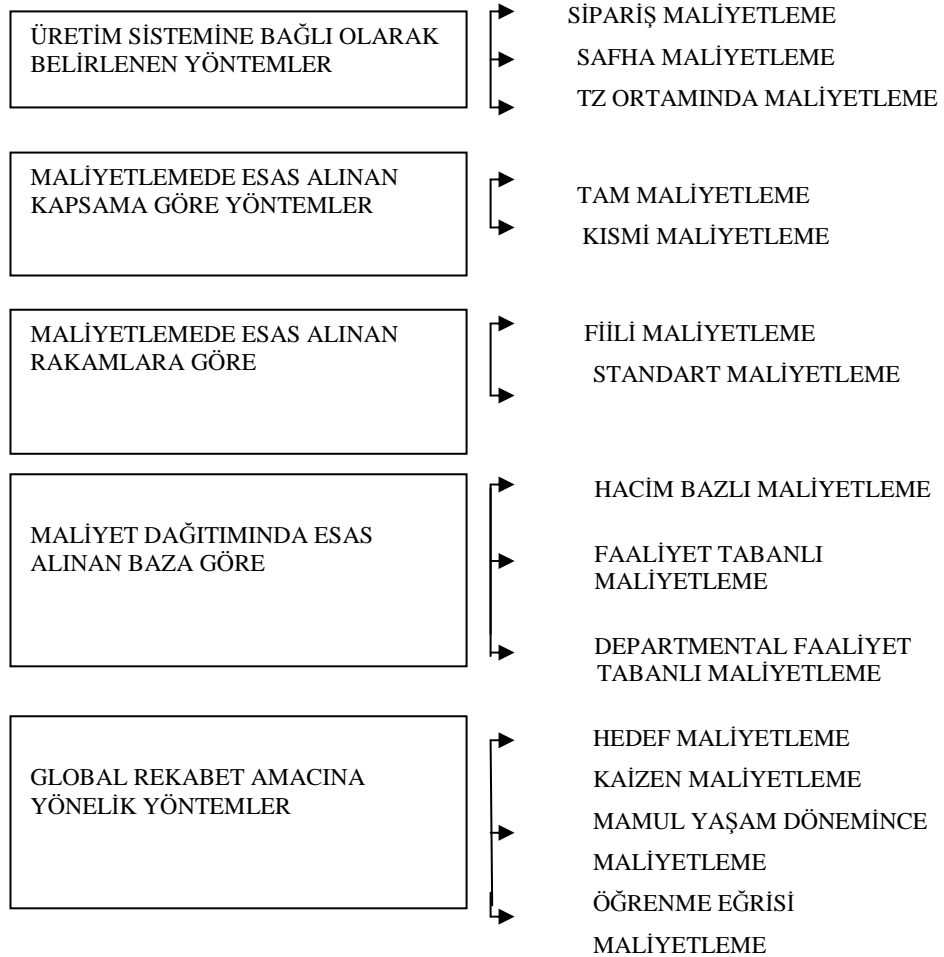 ÜRETİM SİSTEMİNE BAĞLI OLARAK
BELİRLENEN YÖNTEMLER
SİPARİŞ MALİYETLEME
SAFHA MALİYETLEME
TZ ORTAMINDA MALİYETLEME
MALİYETLEMEDE ESAS ALINAN
KAPSAMA GÖRE YÖNTEMLER
TAM MALİYETLEME
KISMİ MALİYETLEME
MALİYETLEMEDE ESAS ALINAN
RAKAMLARA GÖRE
FİİLİ MALİYETLEME
STANDART MALİYETLEME
MALİYET DAĞITIMINDA ESAS
ALINAN BAZA GÖRE
HACİM BAZLI MALİYETLEME
FAALİYET TABANLI
MALİYETLEME
DEPARTMENTAL FAALİYET
TABANLI MALİYETLEME
GLOBAL REKABET AMACINA
YÖNELİK YÖNTEMLER
HEDEF MALİYETLEME
KAİZEN MALİYETLEME
MAMUL YAŞAM DÖNEMİNCE
MALİYETLEME
ÖĞRENME EĞRİSİ
MALİYETLEME